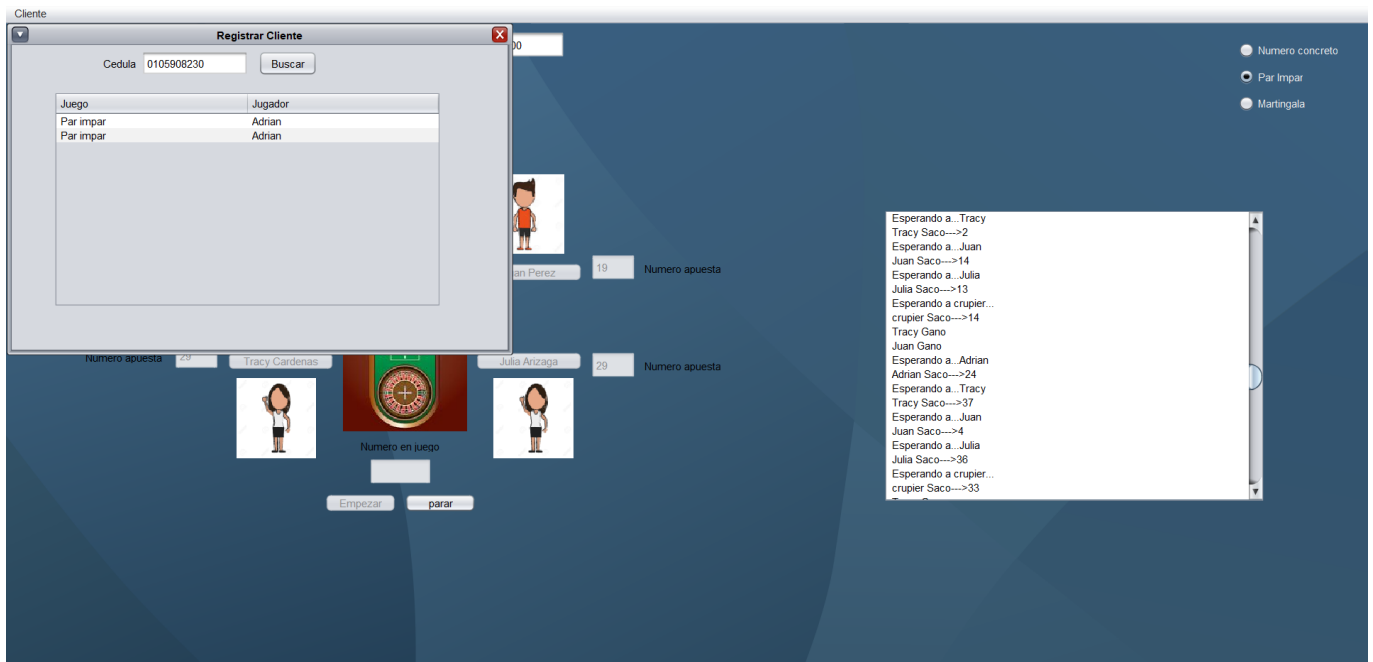 Cliente
Registrar Cliente
Cedula 0105908230 Buscar
Juego Jugador
Par impar Adrian
Par impar Adrian
Numero concreto
Par Impar
Martingala
Perez 19 Numero apuesta
Numero apuesta 29 Tracy Cardenas Julia Arizaga 29 Numero apuesta
Numero en juego
Empezar parar
Esperando a...Tracy
Tracy Saco--->2
Esperando a...Juan
Juan Saco--->14
Esperando a...Julia
Julia Saco--->13
Esperando a crupier...
crupier Saco--->14
Tracy Gano
Juan Gano
Esperando a...Adrian
Adrian Saco--->24
Esperando a...Tracy
Tracy Saco--->37
Esperando a...Juan
Juan Saco--->4
Esperando a...Julia
Julia Saco--->36
Esperando a crupier...
crupier Saco--->33